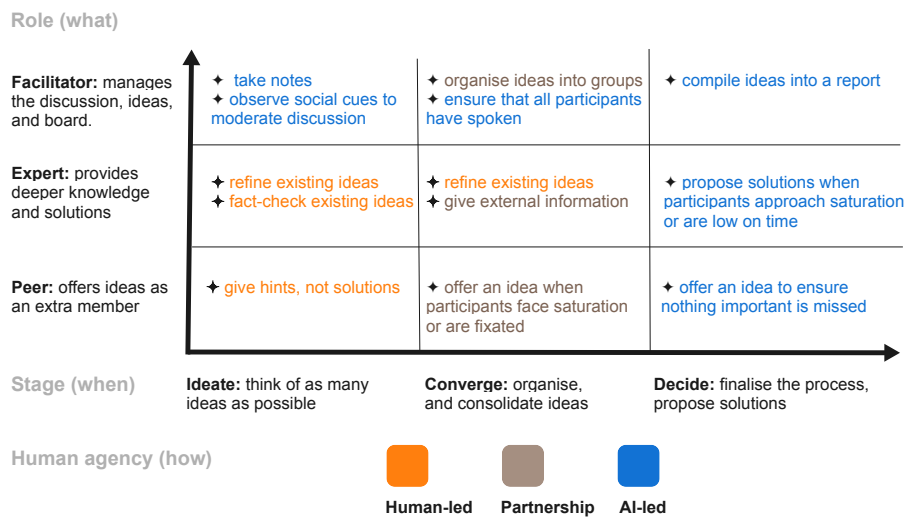 Role (what)
Facilitator: manages
the discussion, ideas,
and board.
✦ take notes
✦ observe social cues to
moderate discussion
✦ organise ideas into groups
✦ ensure that all participants
have spoken
✦ compile ideas into a report
Expert: provides
deeper knowledge
and solutions
✦ refine existing ideas
✦ fact-check existing ideas
✦ refine existing ideas
✦ give external information
✦ propose solutions when
participants approach saturation
or are low on time
Peer: offers ideas as
an extra member
✦ give hints, not solutions
✦ offer an idea when
participants face saturation
or are fixated
✦ offer an idea to ensure
nothing important is missed
Stage (when)
Ideate: think of as many
ideas as possible
Converge: organise,
and consolidate ideas
Decide: finalise the process,
propose solutions
Human agency (how)
Human-led
Partnership
AI-led